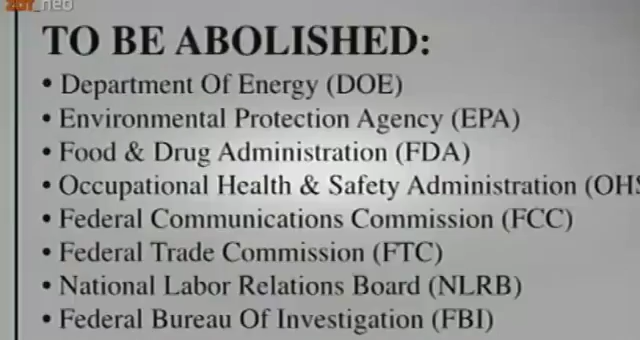 ZDF_neo
TO BE ABOLISHED:
• Department Of Energy (DOE)
• Environmental Protection Agency (EPA)
• Food & Drug Administration (FDA)
• Occupational Health & Safety Administration (OHS
• Federal Communications Commission (FCC)
• Federal Trade Commission (FTC)
• National Labor Relations Board (NLRB)
• Federal Bureau Of Investigation (FBI)